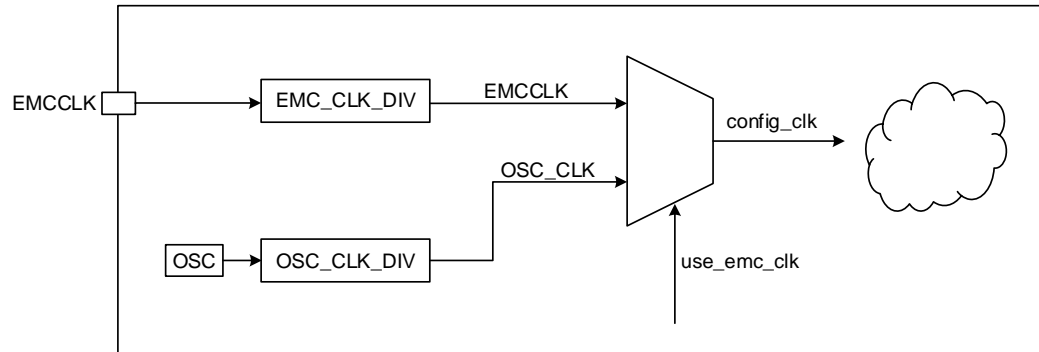 EMCCLK
EMC_CLK_DIV
EMCCLK
config_clk
OSC_CLK
OSC
OSC_CLK_DIV
use_emc_clk